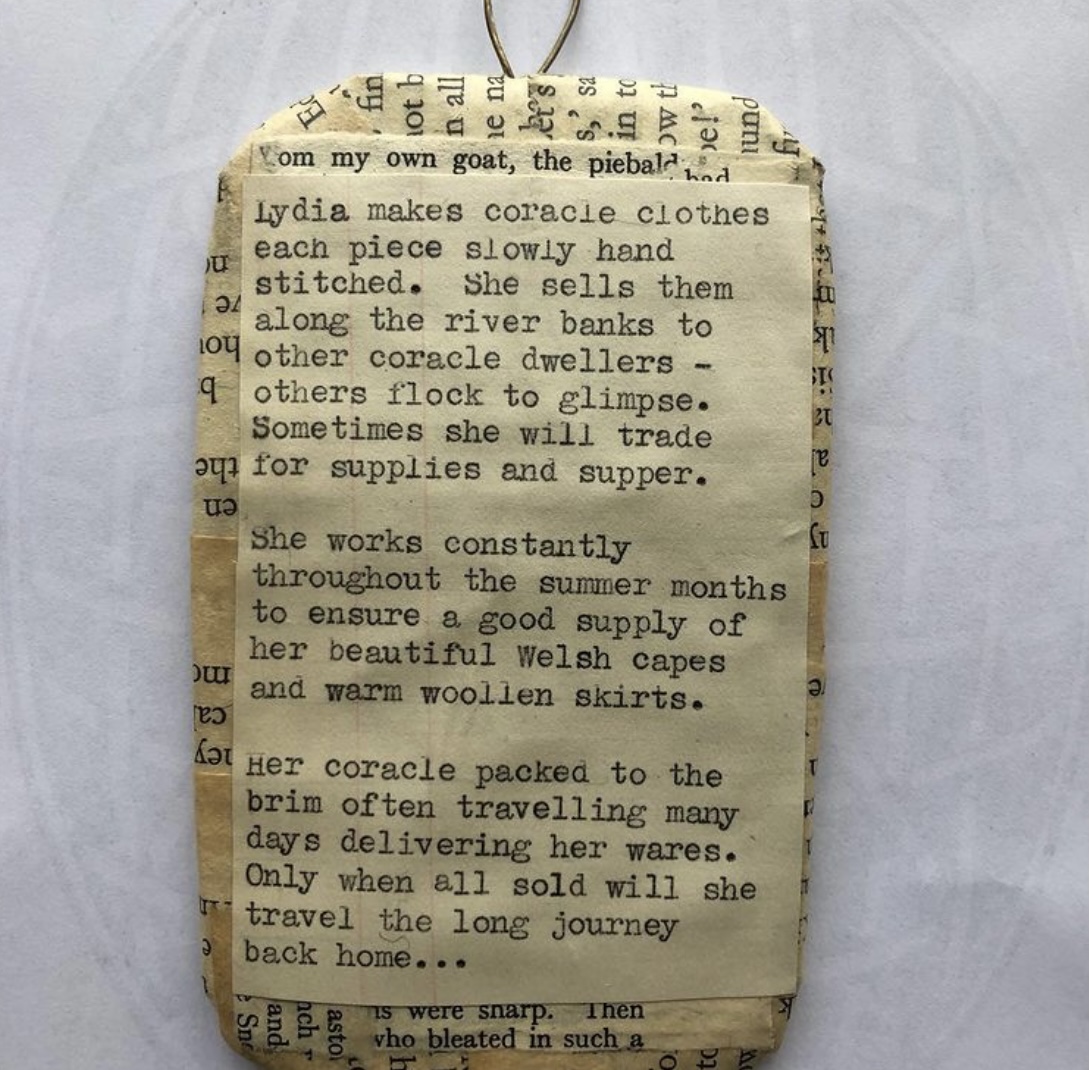 my own goat, the piebald
had
Lydia makes coracle clothes
each piece slowly hand
stitched. She sells them
along the river banks to
other coracle dwellers -
others flock to glimpse.
Sometimes she will trade
for supplies and supper.
She works constantly
throughout the summer months
to ensure a good supply of
her beautiful Welsh capes
and warm woollen skirts.
Her coracle packed to the
brim often travelling many
days delivering her wares.
Only when all sold will she
travel the long journey
back home...
were sharp. Then
who bleated in such a